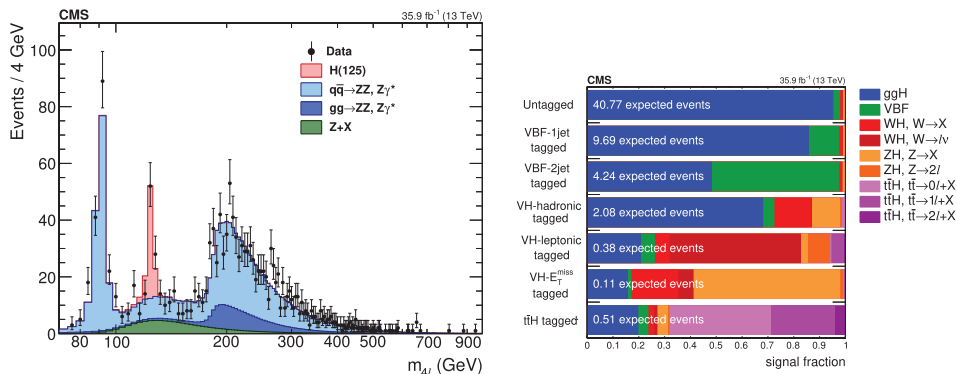 CMS
35.9 fb⁻¹ (13 TeV)
Events / 4 GeV
100
80
60
40
20
0
Data
H(125)
qq̄→ZZ, Zγ*
gg→ZZ, Zγ*
Z+X
80
100
200
300
400
500
700
900
m4l (GeV)
CMS
35.9 fb⁻¹ (13 TeV)
Untagged
40.77 expected events
VBF-1jet
tagged
9.69 expected events
VBF-2jet
tagged
4.24 expected events
VH-hadronic
tagged
2.08 expected events
VH-leptonic
tagged
0.38 expected events
VH-E_T^miss
tagged
0.11 expected events
tt̄H tagged
0.51 expected events
0 0.1 0.2 0.3 0.4 0.5 0.6 0.7 0.8 0.9 1
signal fraction
ggH
VBF
WH, W→X
WH, W→lν
ZH, Z→X
ZH, Z→2l
tt̄H, tt̄→0l+X
tt̄H, tt̄→1l+X
tt̄H, tt̄→2l+X